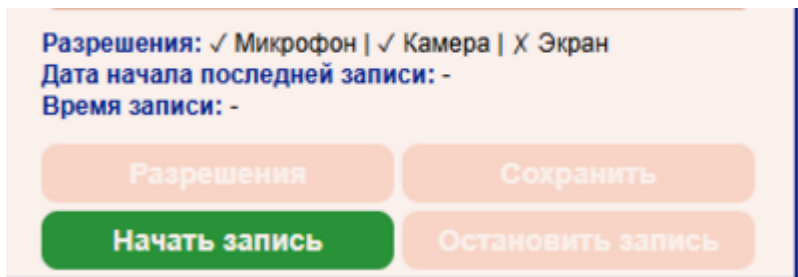 Разрешения: ✓ Микрофон | ✓ Камера | ✗ Экран
Дата начала последней записи: -
Время записи: -
Разрешения Сохранить
Начать запись Остановить запись